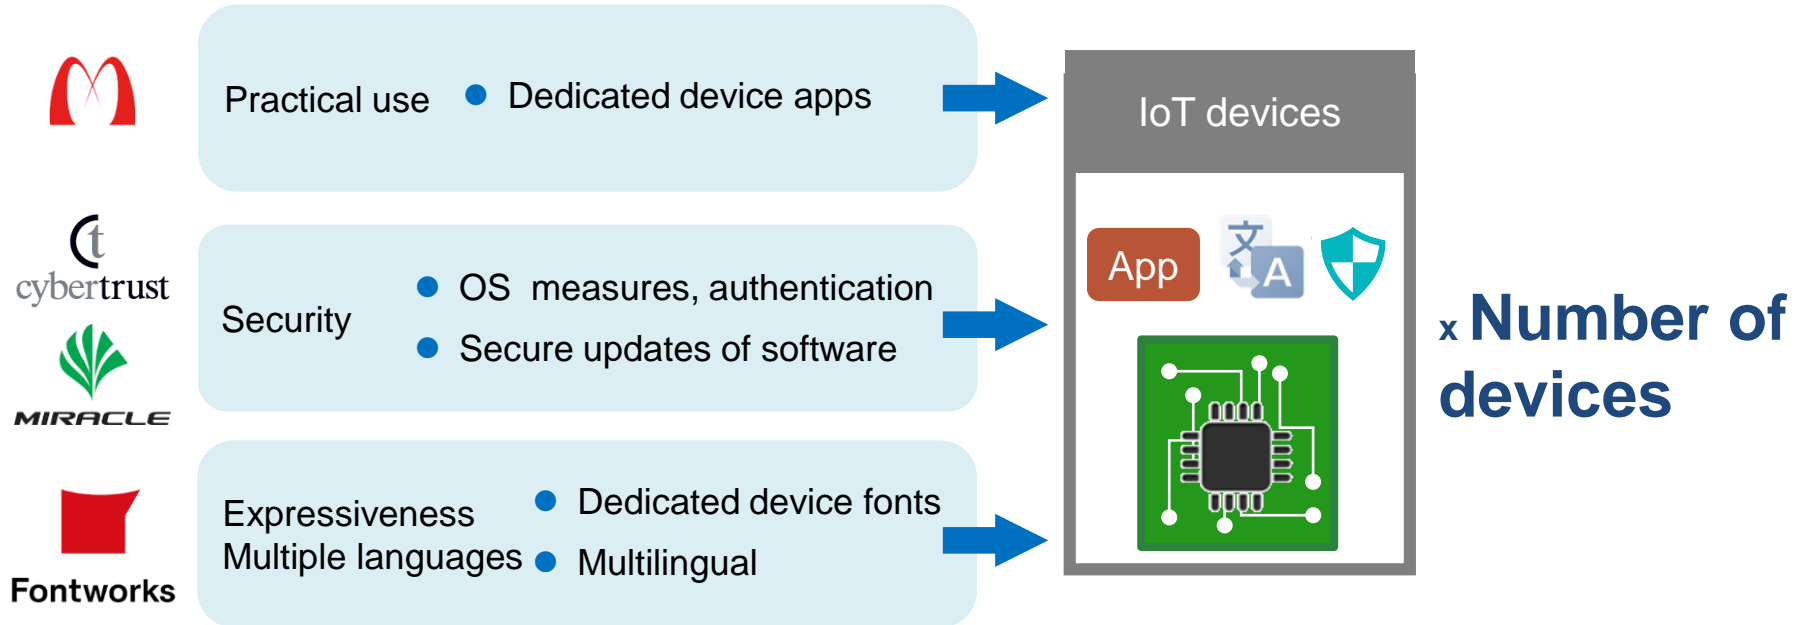 Practical use
● Dedicated device apps
IoT devices
cybertrust
MIRACLE
Security
● OS  measures, authentication
● Secure updates of software
App
文
A
x Number of
devices
Fontworks
Expressiveness
Multiple languages
● Dedicated device fonts
● Multilingual